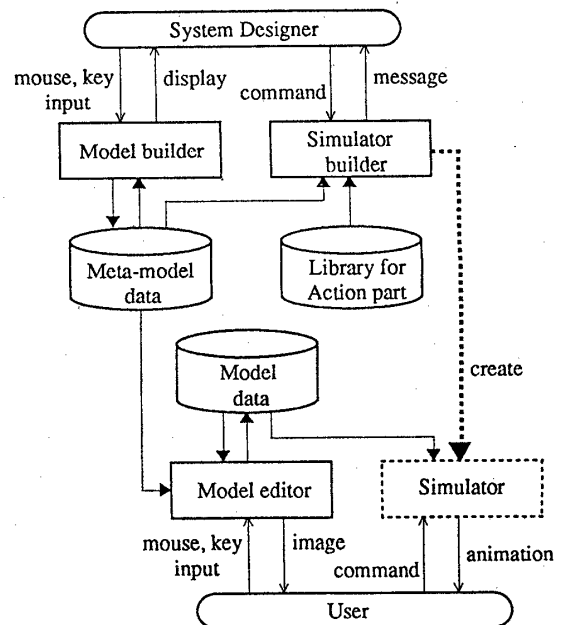 System Designer
mouse, key
input
display
command
message
Model builder
Simulator
builder
Meta-model
data
Library for
Action part
Model
data
create
Model editor
Simulator
mouse, key
input
image
command
animation
User